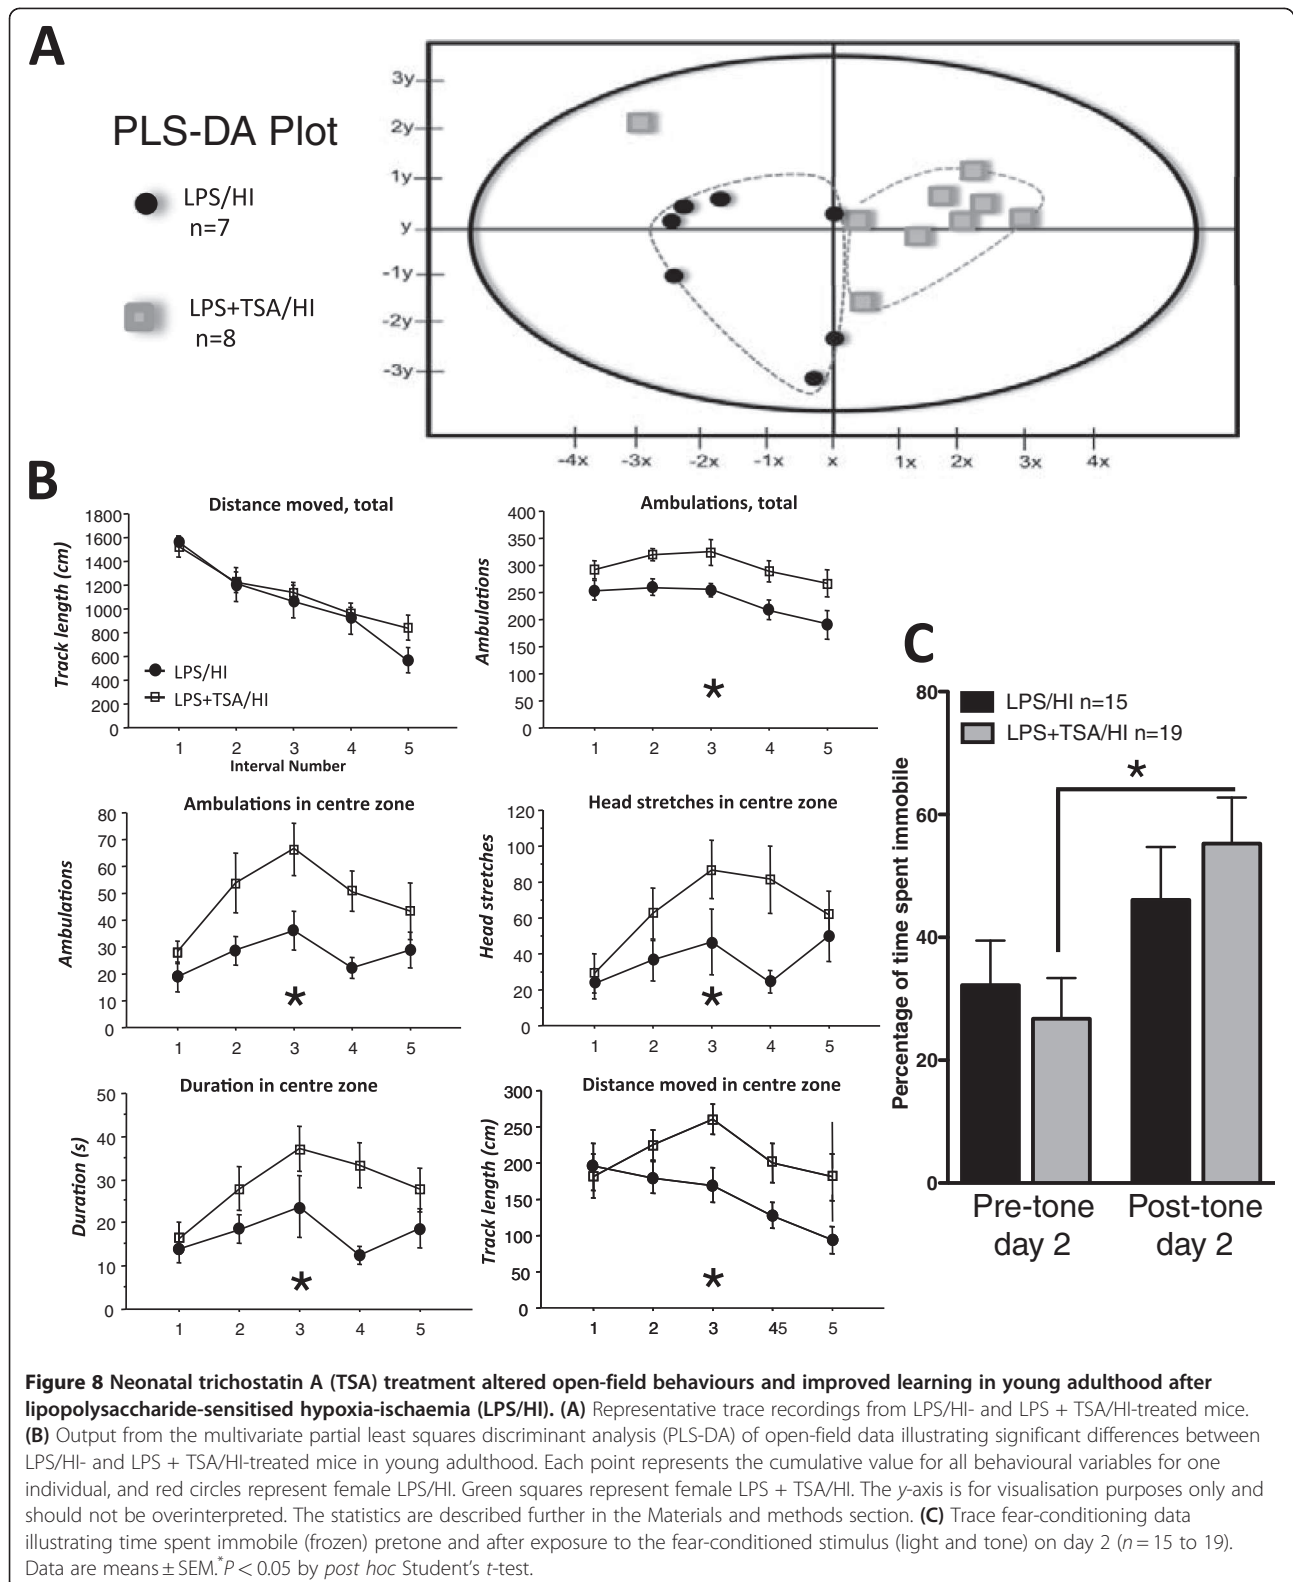 A
PLS-DA Plot
LPS/HI
n=7
LPS+TSA/HI
n=8
3y
2y
1y
y
-1y
-2y
-3y
-4x
-3x
-2x
-1x
x
1x
2x
3x
4x
B
Distance moved, total
Track length (cm)
1800
1600
1400
1200
1000
800
600
400
200
0
LPS/HI
LPS+TSA/HI
1 2 3 4 5
Interval Number
Ambulations, total
Ambulations
400
350
300
250
200
150
100
50
0
*
1 2 3 4 5
Ambulations in centre zone
Ambulations
80
70
60
50
40
30
20
10
0
*
1 2 3 4 5
Head stretches in centre zone
Head stretches
120
100
80
60
40
20
0
*
1 2 3 4 5
Duration in centre zone
Duration (s)
50
40
30
20
10
0
*
1 2 3 4 5
Distance moved in centre zone
Track length (cm)
300
250
200
150
100
50
0
*
1 2 3 45 5
C
Percentage of time spent immobile
80
60
40
20
0
LPS/HI n=15
LPS+TSA/HI n=19
*
Pre-tone
day 2
Post-tone
day 2
Figure 8 Neonatal trichostatin A (TSA) treatment altered open-field behaviours and improved learning in young adulthood after
lipopolysaccharide-sensitised hypoxia-ischaemia (LPS/HI). (A) Representative trace recordings from LPS/HI- and LPS + TSA/HI-treated mice.
(B) Output from the multivariate partial least squares discriminant analysis (PLS-DA) of open-field data illustrating significant differences between
LPS/HI- and LPS + TSA/HI-treated mice in young adulthood. Each point represents the cumulative value for all behavioural variables for one
individual, and red circles represent female LPS/HI. Green squares represent female LPS + TSA/HI. The y-axis is for visualisation purposes only and
should not be overinterpreted. The statistics are described further in the Materials and methods section. (C) Trace fear-conditioning data
illustrating time spent immobile (frozen) pretone and after exposure to the fear-conditioned stimulus (light and tone) on day 2 (n = 15 to 19).
Data are means ± SEM. *P < 0.05 by post hoc Student's t-test.